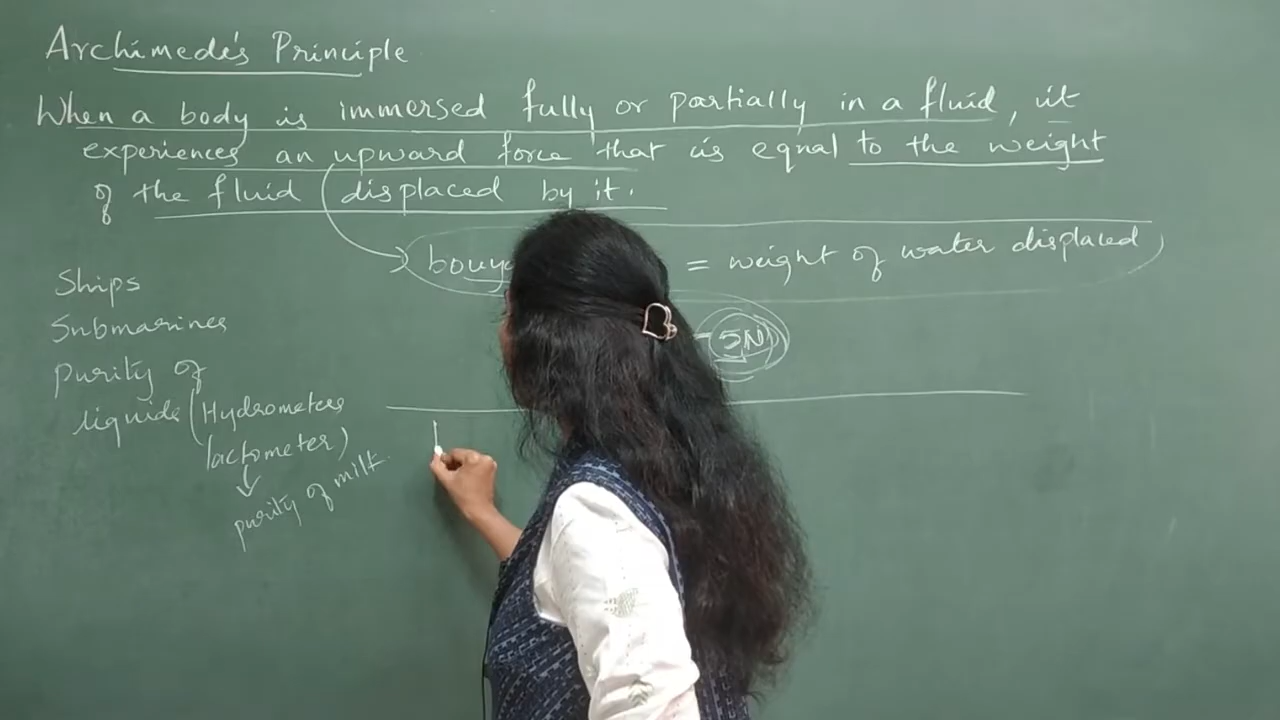 Archimede's Principle
When a body is immersed fully or partially in a fluid, it
experiences an upward force that is equal to the weight
of the fluid displaced by it.
= weight of water displaced
5N
Ships
Submarines
Purity of
liquids (Hydrometers
lactometer)
purity of milk.